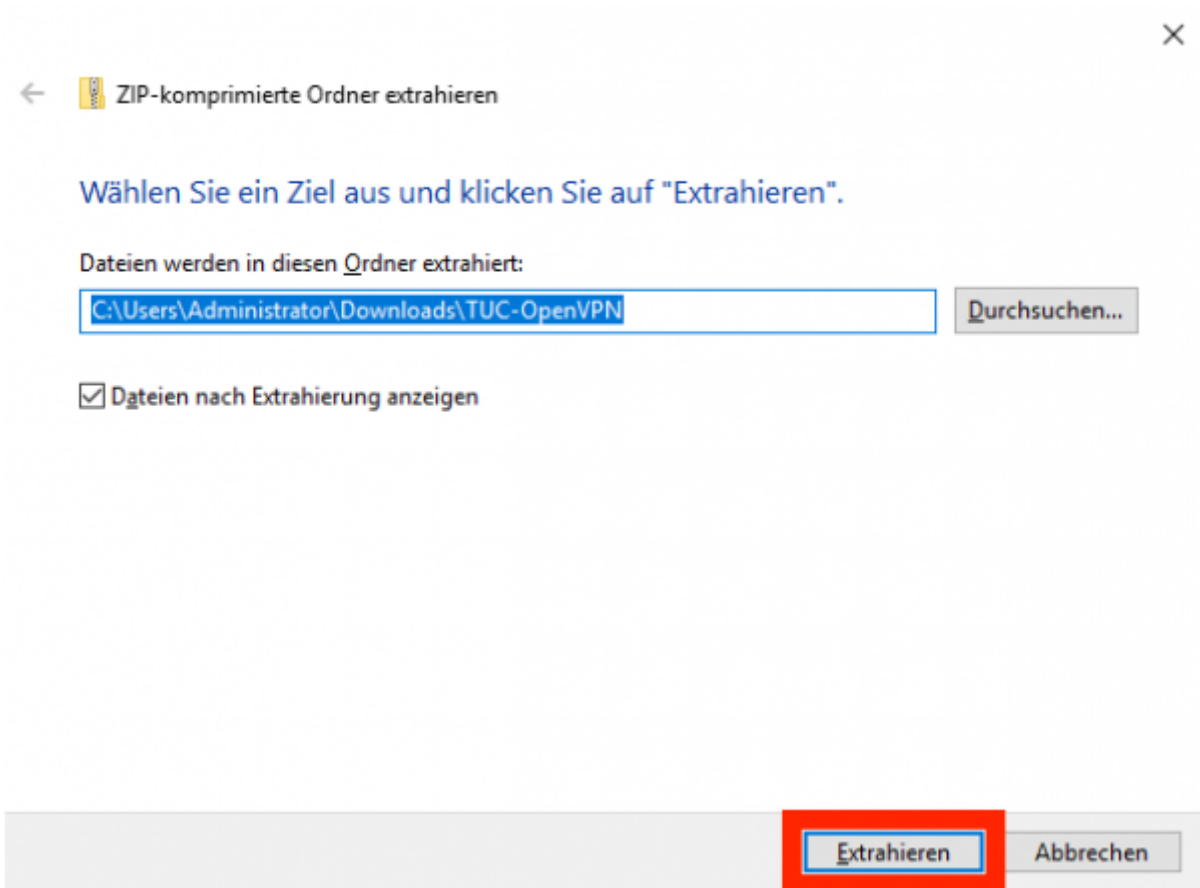 ZIP-komprimierte Ordner extrahieren
Wählen Sie ein Ziel aus und klicken Sie auf "Extrahieren".
Dateien werden in diesen Ordner extrahiert:
C:\Users\Administrator\Downloads\TUC-OpenVPN
Durchsuchen...
Dateien nach Extrahierung anzeigen
Extrahieren
Abbrechen